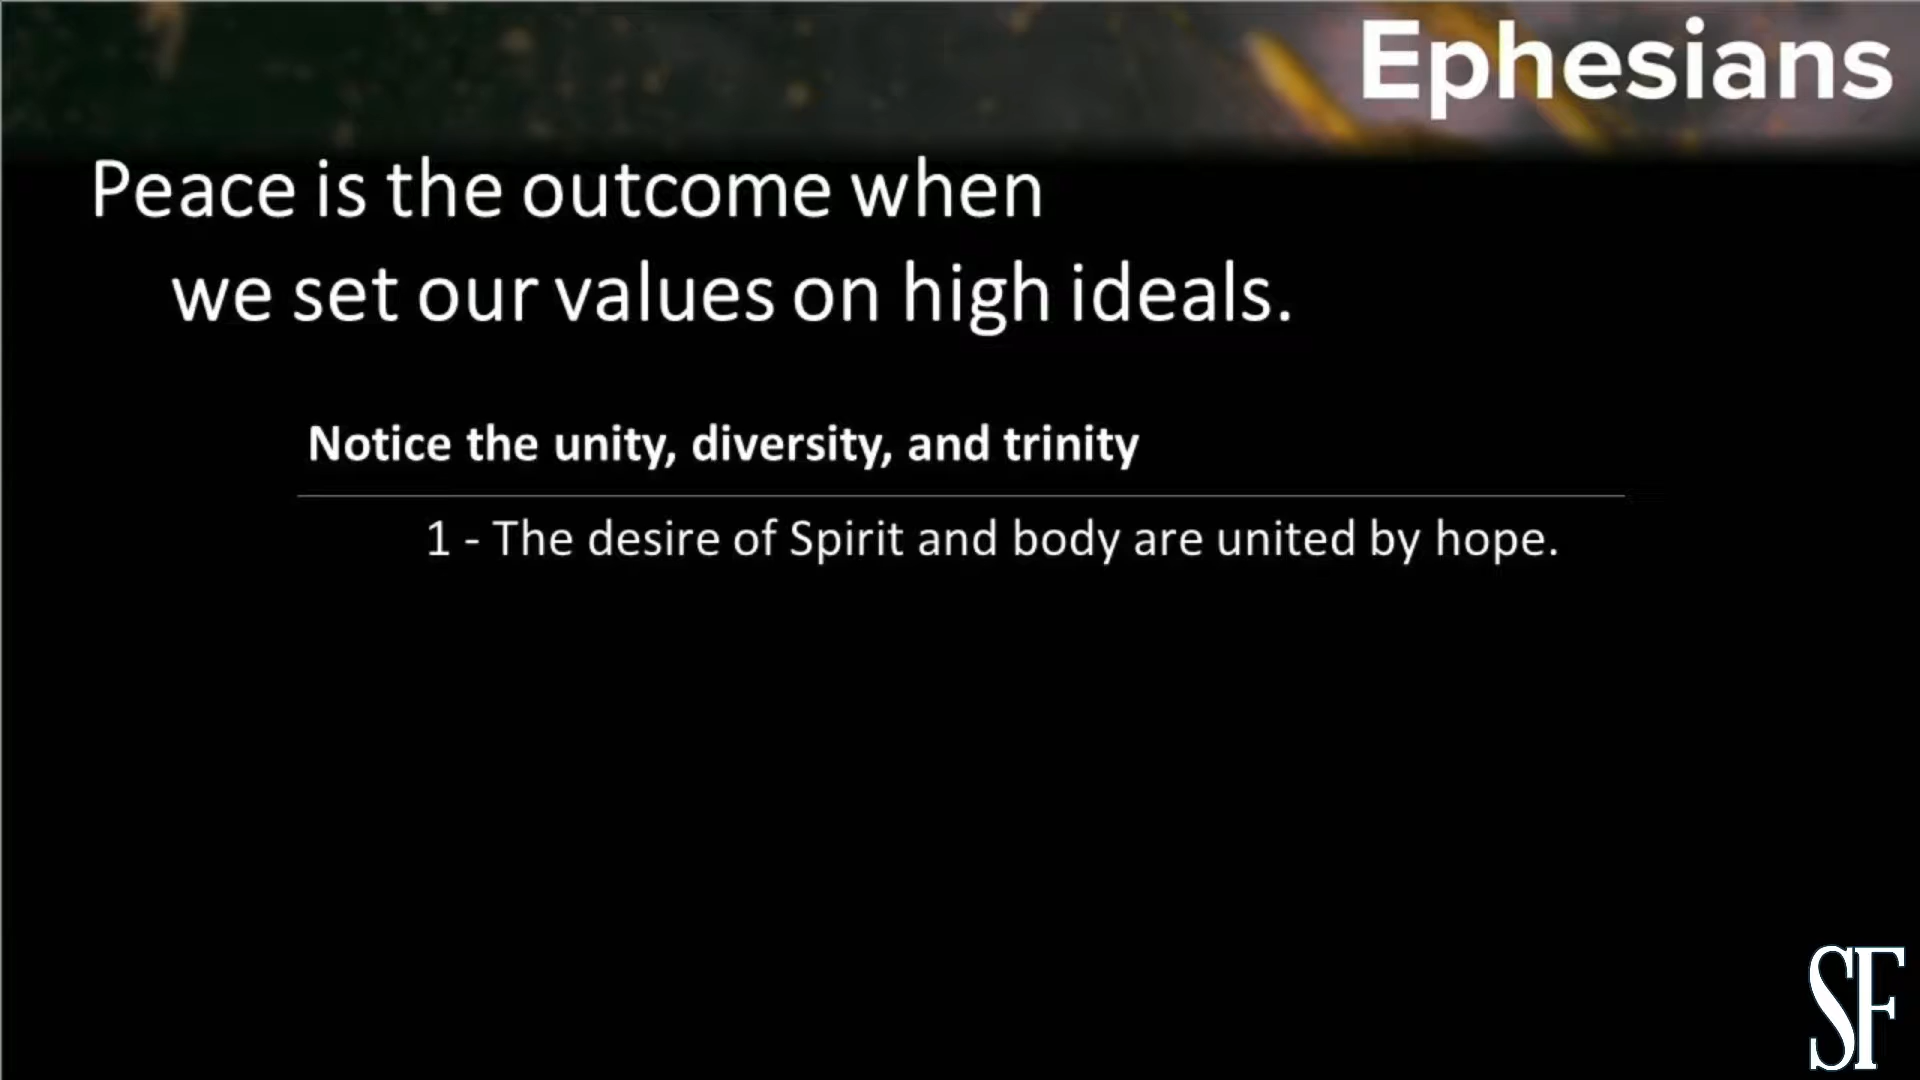 Ephesians
Peace is the outcome when
we set our values on high ideals.
Notice the unity, diversity, and trinity
1 - The desire of Spirit and body are united by hope.
SF